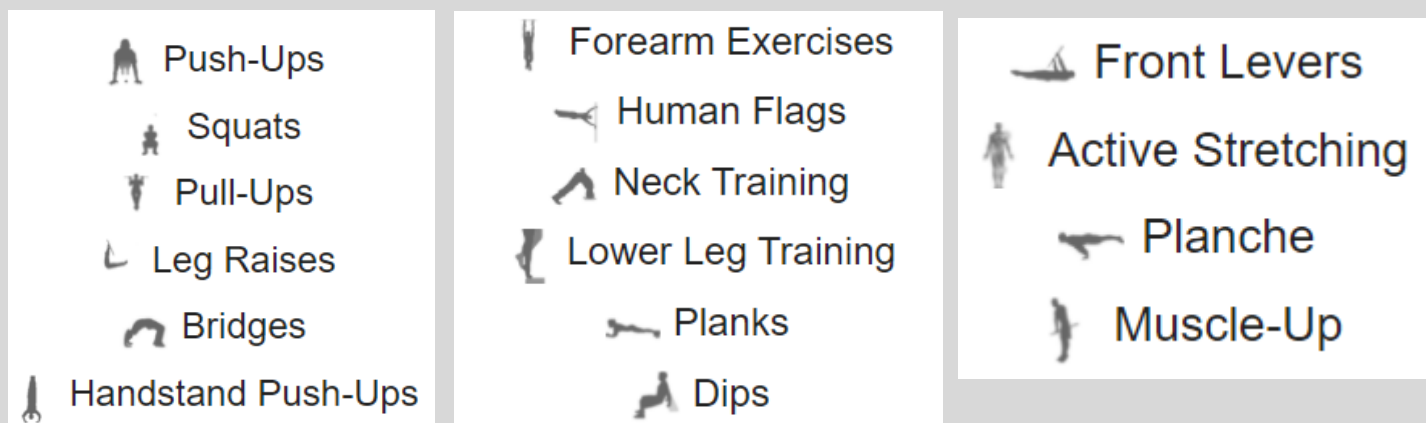 Push-Ups
Squats
Pull-Ups
Leg Raises
Bridges
Handstand Push-Ups
Forearm Exercises
Human Flags
Neck Training
Lower Leg Training
Planks
Dips
Front Levers
Active Stretching
Planche
Muscle-Up